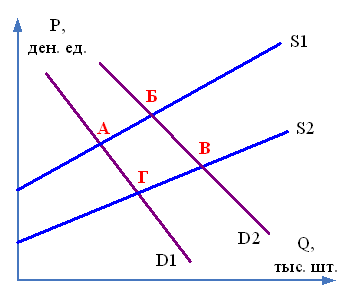 P,
ден. ед.
S1
Б
А
S2
В
Г
D2
Q,
D1
тыс. шт.